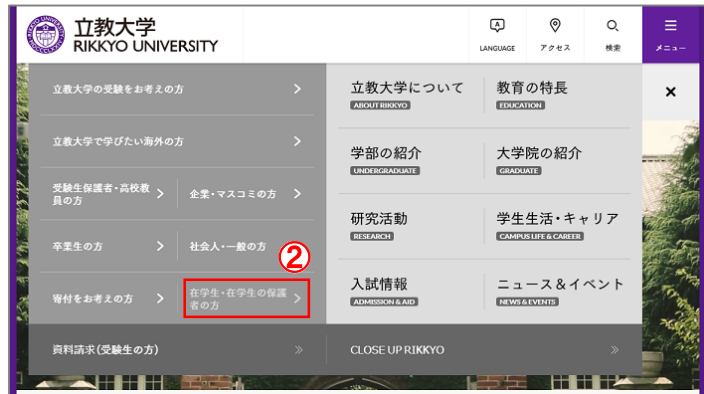 立教大学
RIKKYO UNIVERSITY
LANGUAGE
アクセス
検索
メニュー
立教大学の受験をお考えの方
立教大学で学びたい海外の方
受験生保護者・高校教
員の方
企業・マスコミの方
卒業生の方
社会人・一般の方
②
寄付をお考えの方
在学生・在学生の保護
者の方
資料請求(受験生の方)
立教大学について
ABOUT RIKKYO
教育の特長
EDUCATION
学部の紹介
UNDERGRADUATE
大学院の紹介
GRADUATE
研究活動
RESEARCH
学生生活・キャリア
CAMPUS LIFE & CAREER
入試情報
ADMISSION & AID
ニュース&イベント
NEWS & EVENTS
CLOSE UP RIKKYO